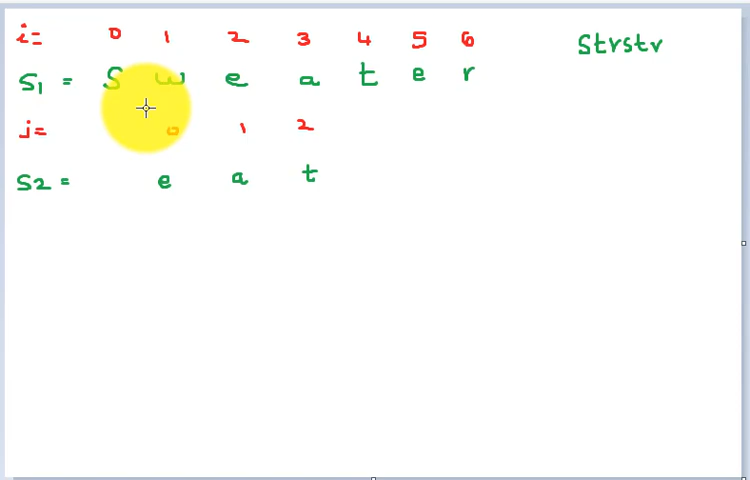 i= 0 1 2 3 4 5 6 Strstr
S1 = S w e a t e r
j= 0 1 2
S2 = e a t